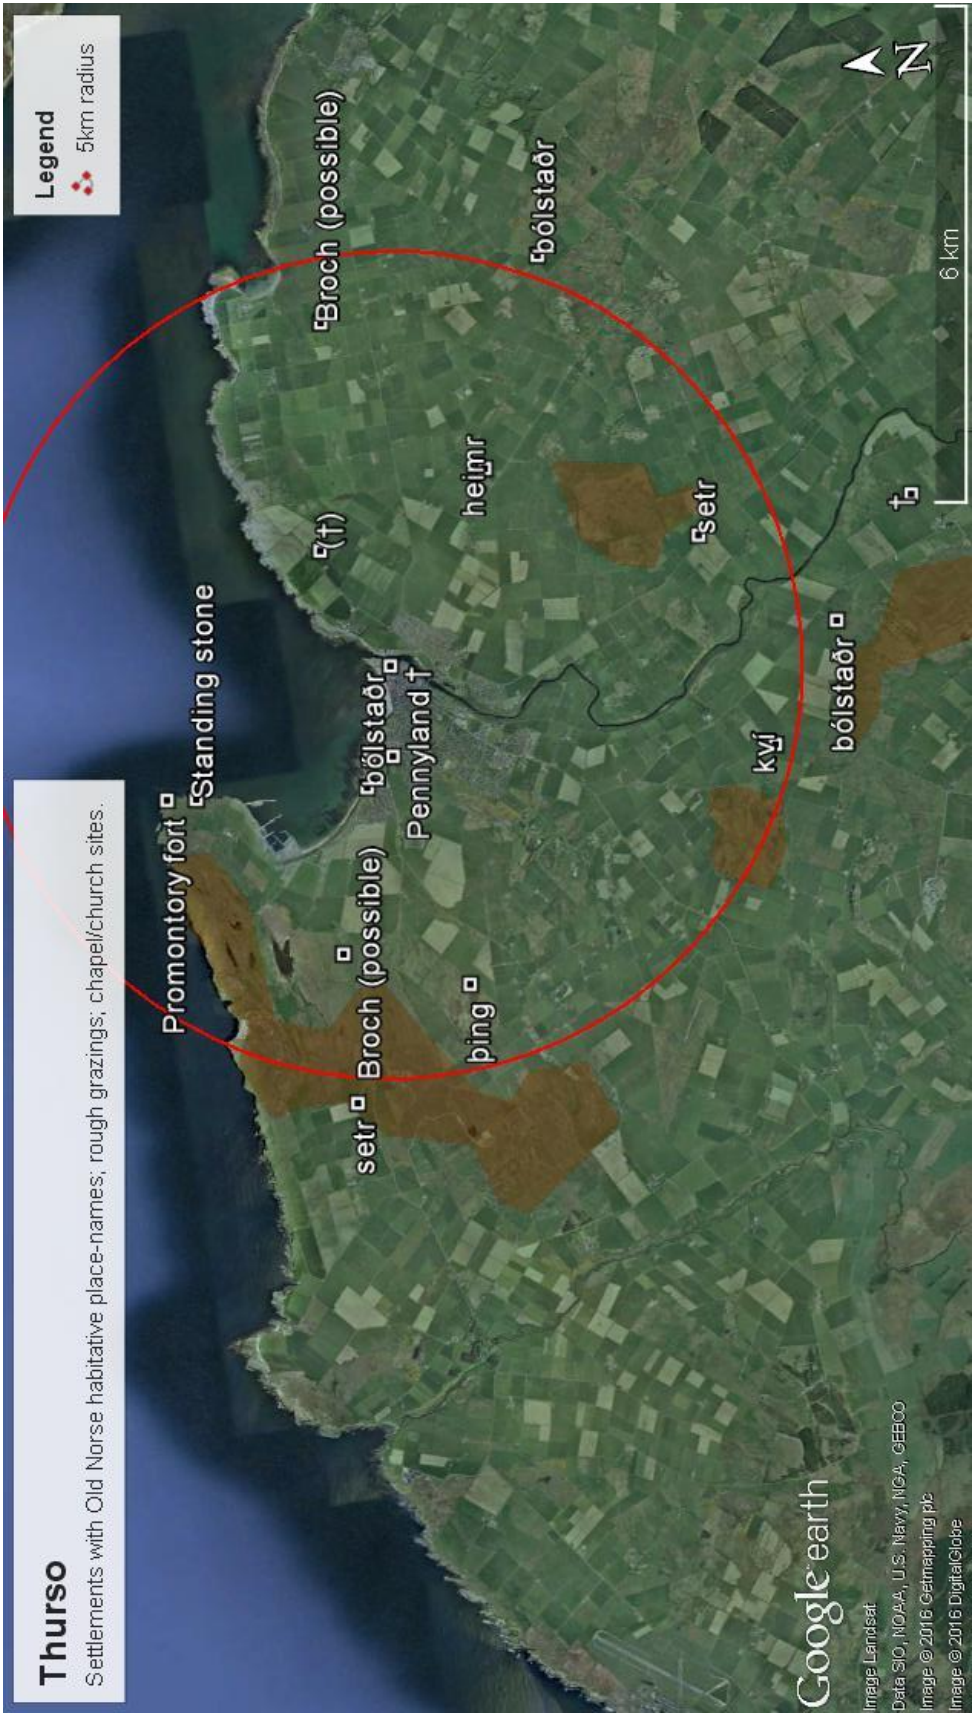 Thurso
Settlements with Old Norse habitative place-names; rough grazings; chapel/church sites.
Legend
5km radius
Promontory fort
Standing stone
(†)
Broch (possible)
setr
Broch (possible)
bólstaðr
Pennyland †
þing
heimr
bólstaðr
setr
kví
bólstaðr
†
N
6 km
Google earth
Image Landsat
Data SIO, NOAA, U.S. Navy, NGA, GEBCO
Image © 2016 Getmapping plc
Image © 2016 DigitalGlobe